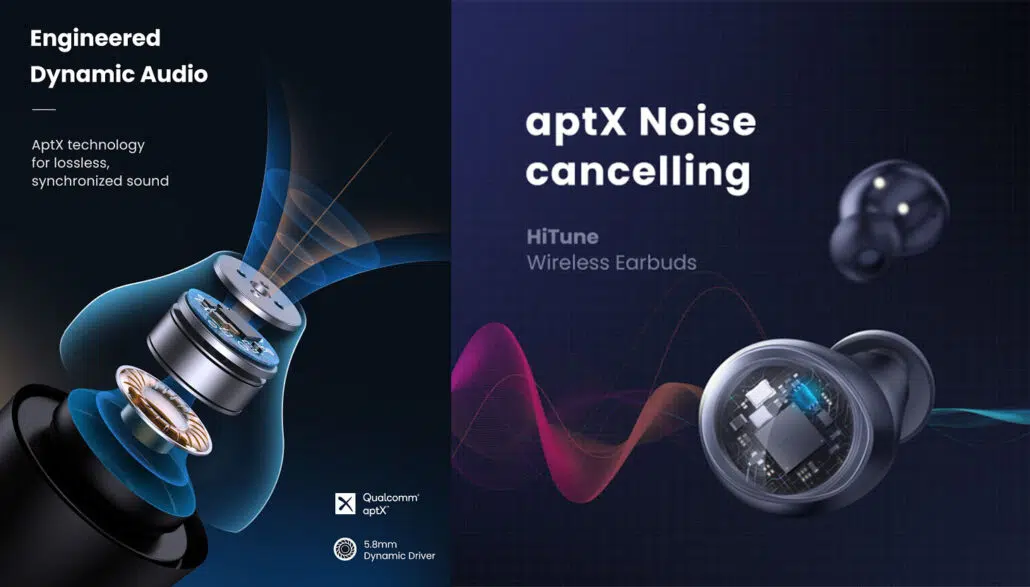 Engineered
Dynamic Audio
AptX technology
for lossless,
synchronized sound
Qualcomm®
aptX™
5.8mm
Dynamic Driver
aptX Noise
cancelling
HiTune
Wireless Earbuds